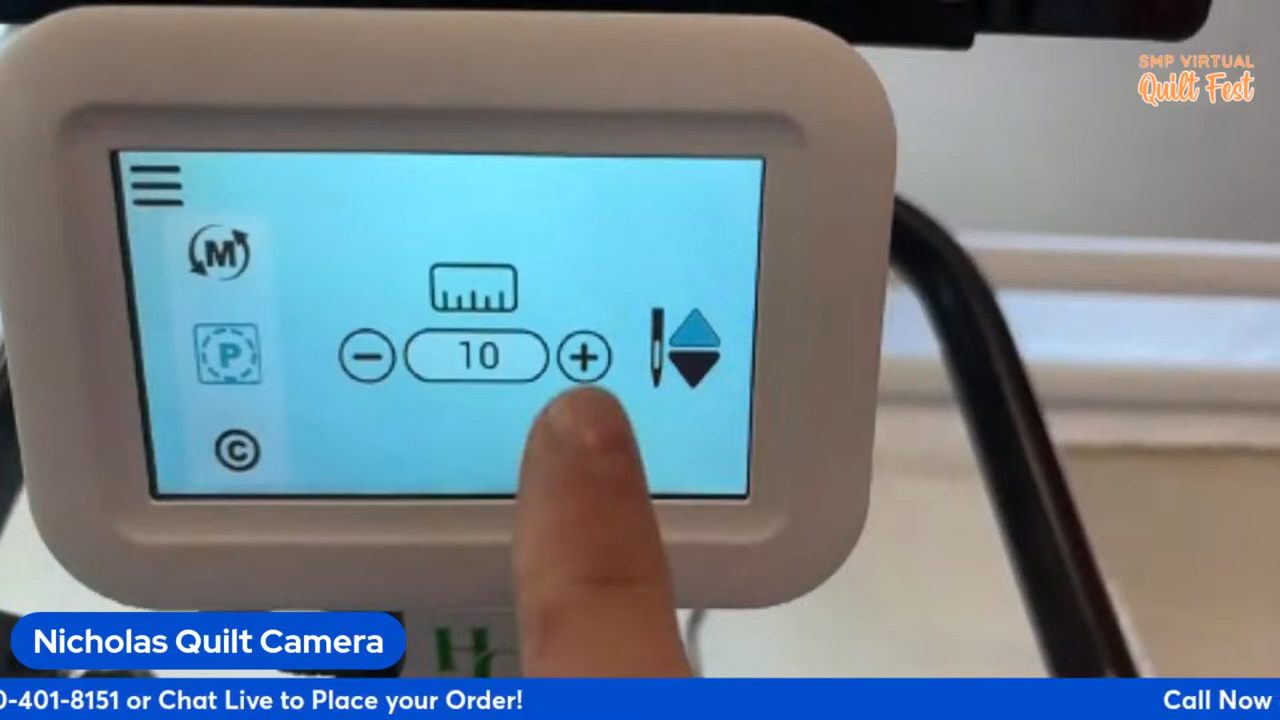 SMP VIRTUAL
Quilt Fest
M
P
10
C
Nicholas Quilt Camera
0-401-8151 or Chat Live to Place your Order!
Call Now